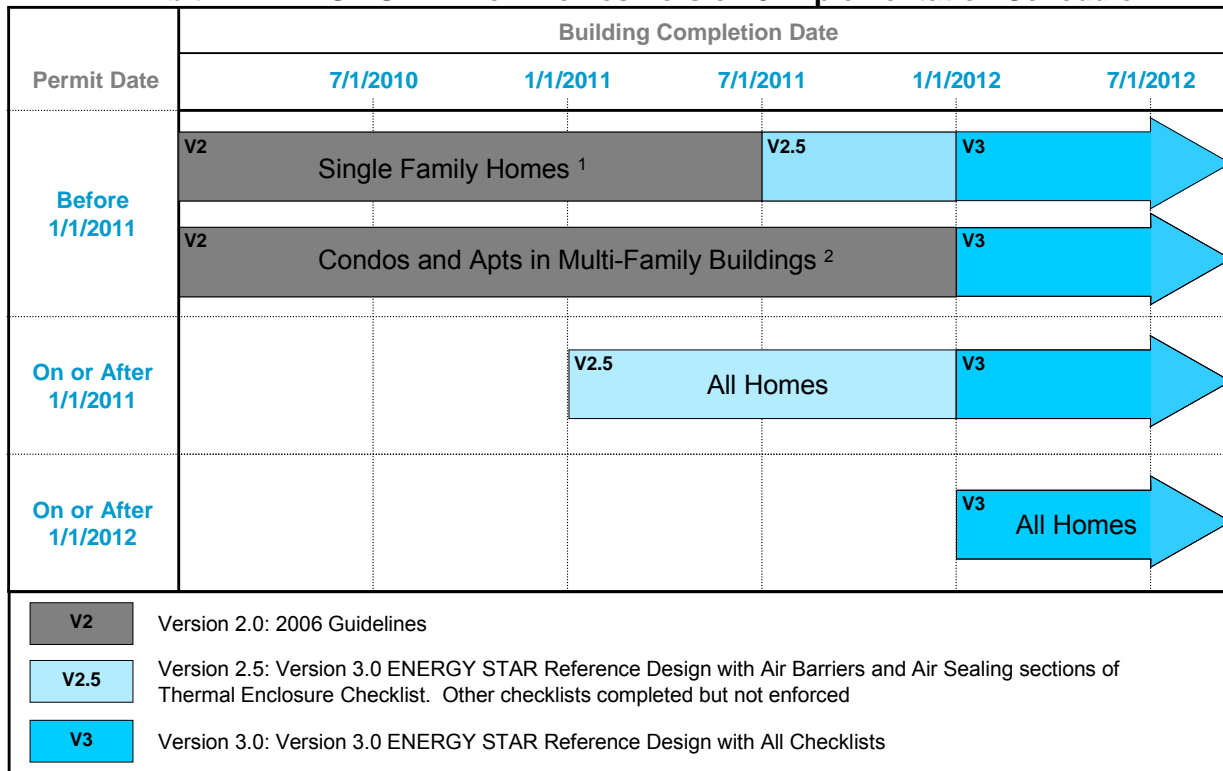 Building Completion Date
Permit Date 7/1/2010 1/1/2011 7/1/2011 1/1/2012 7/1/2012
Before
1/1/2011
V2 Single Family Homes 1 V2.5 V3
V2 Condos and Apts in Multi-Family Buildings 2 V3
On or After
1/1/2011
V2.5 All Homes V3
On or After
1/1/2012
V3 All Homes
V2 Version 2.0: 2006 Guidelines
V2.5 Version 2.5: Version 3.0 ENERGY STAR Reference Design with Air Barriers and Air Sealing sections of
Thermal Enclosure Checklist. Other checklists completed but not enforced
V3 Version 3.0: Version 3.0 ENERGY STAR Reference Design with All Checklists